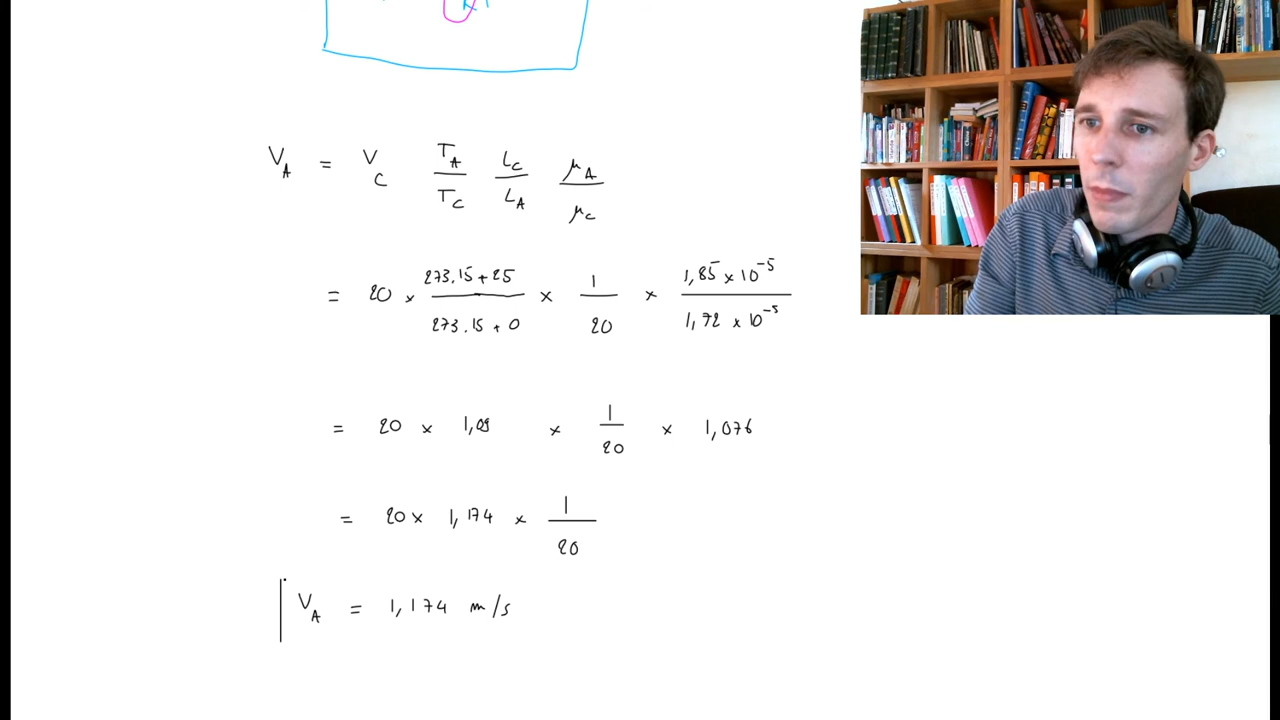 V_A = V_C T_A/T_C L_C/L_A μ_A/μ_C
= 20 × (273.15 + 25)/(273.15 + 0) × 1/20 × (1,85 × 10^-5)/(1,72 × 10^-5)
= 20 × 1,09 × 1/20 × 1,076
= 20 × 1,174 × 1/20
V_A = 1,174 m/s